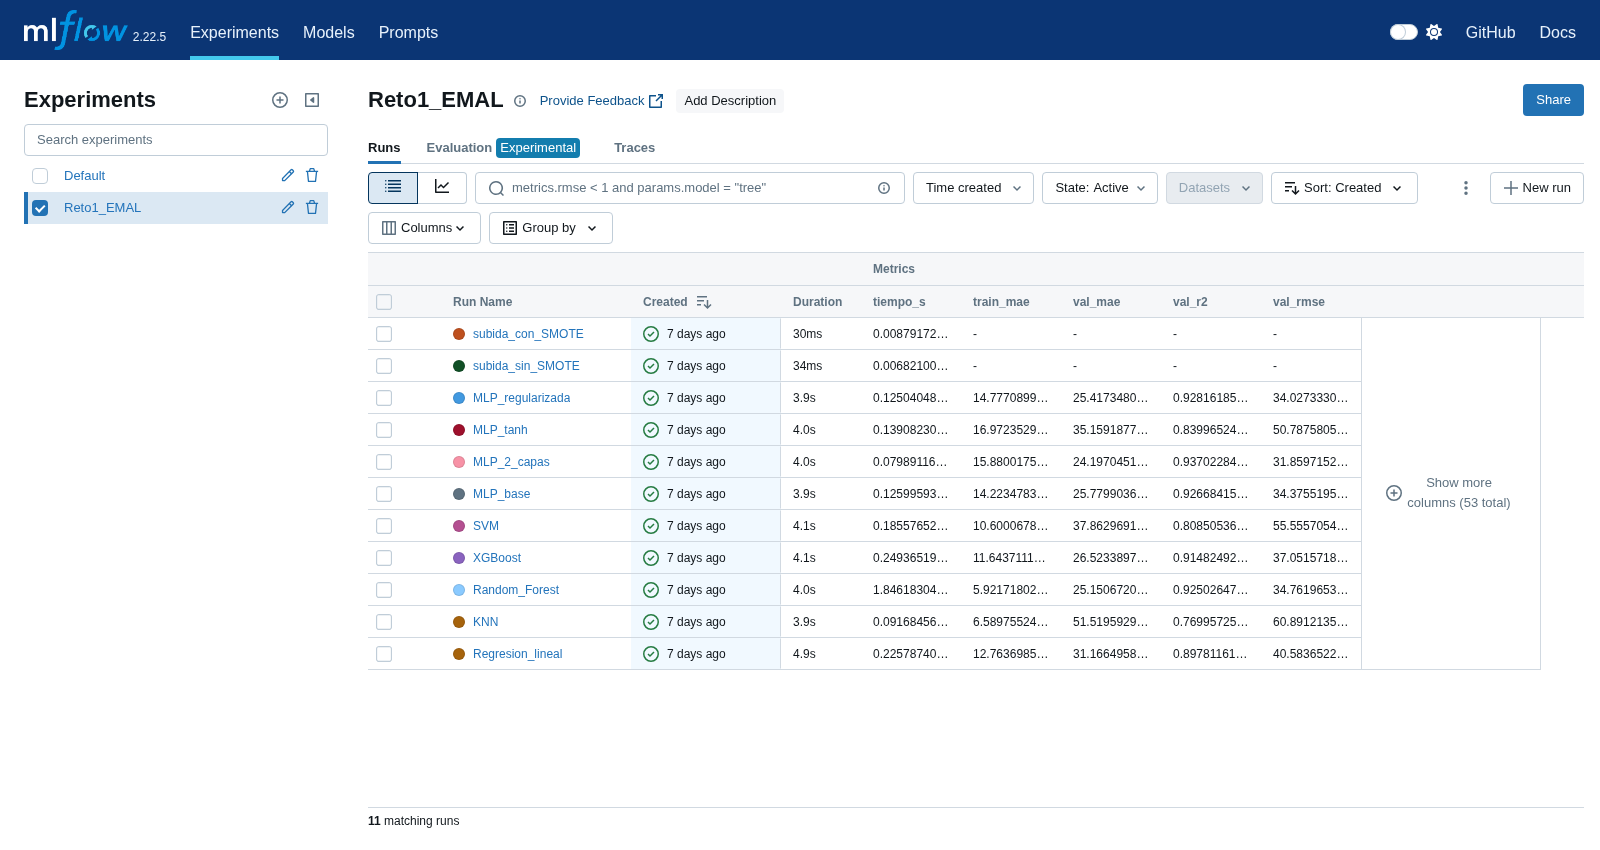 mlflow 2.22.5 Experiments Models Prompts GitHub Docs
Experiments
Search experiments
Default
Reto1_EMAL
Reto1_EMAL Provide Feedback Add Description Share
Runs Evaluation Experimental Traces
metrics.rmse < 1 and params.model = "tree" Time created State: Active Datasets Sort: Created New run
Columns Group by
Metrics
Run Name Created Duration tiempo_s train_mae val_mae val_r2 val_rmse
subida_con_SMOTE 7 days ago 30ms 0.00879172… - - - -
subida_sin_SMOTE 7 days ago 34ms 0.00682100… - - - -
MLP_regularizada 7 days ago 3.9s 0.12504048… 14.7770899… 25.4173480… 0.92816185… 34.0273330…
MLP_tanh 7 days ago 4.0s 0.13908230… 16.9723529… 35.1591877… 0.83996524… 50.7875805…
MLP_2_capas 7 days ago 4.0s 0.07989116… 15.8800175… 24.1970451… 0.93702284… 31.8597152…
MLP_base 7 days ago 3.9s 0.12599593… 14.2234783… 25.7799036… 0.92668415… 34.3755195…
SVM 7 days ago 4.1s 0.18557652… 10.6000678… 37.8629691… 0.80850536… 55.5557054…
XGBoost 7 days ago 4.1s 0.24936519… 11.6437111… 26.5233897… 0.91482492… 37.0515718…
Random_Forest 7 days ago 4.0s 1.84618304… 5.92171802… 25.1506720… 0.92502647… 34.7619653…
KNN 7 days ago 3.9s 0.09168456… 6.58975524… 51.5195929… 0.76995725… 60.8912135…
Regresion_lineal 7 days ago 4.9s 0.22578740… 12.7636985… 31.1664958… 0.89781161… 40.5836522…
Show more
columns (53 total)
11 matching runs